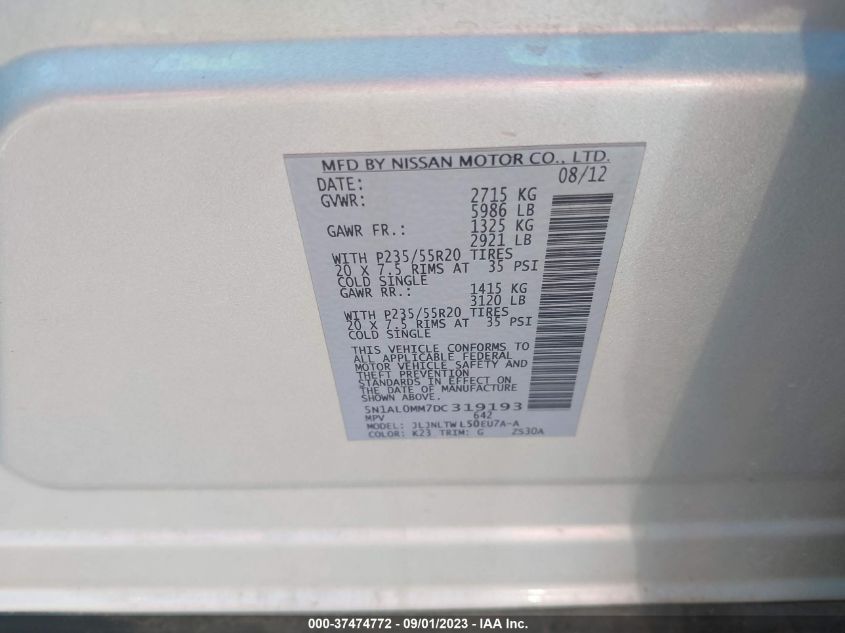 MFD BY NISSAN MOTOR CO., LTD.
DATE: 08/12
GVWR: 2715 KG
5986 LB
GAWR FR.: 1325 KG
2921 LB
WITH P235/55R20 TIRES
20 X 7.5 RIMS AT 35 PSI
COLD SINGLE
GAWR RR.: 1415 KG
3120 LB
WITH P235/55R20 TIRES
20 X 7.5 RIMS AT 35 PSI
COLD SINGLE
THIS VEHICLE CONFORMS TO
ALL APPLICABLE FEDERAL
MOTOR VEHICLE SAFETY AND
THEFT PREVENTION
STANDARDS IN EFFECT ON
THE DATE OF MANUFACTURE
SHOWN ABOVE.
5N1AL0MM7DC319193
MPV 642
MODEL: JLJNLTWL50EU7A-A
COLOR: K23 TRIM: G ZS30A
000-37474772 - 09/01/2023 - IAA Inc.